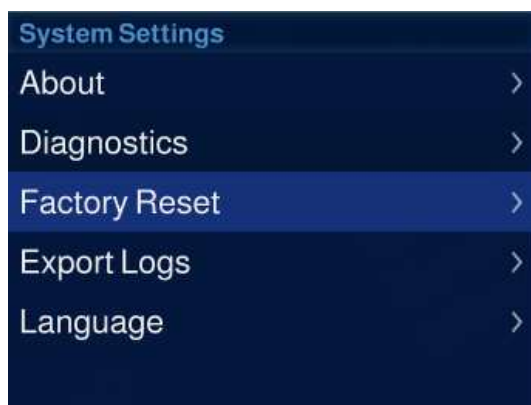 System Settings
About
Diagnostics
Factory Reset
Export Logs
Language